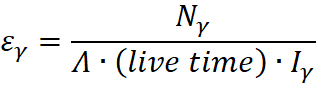 ε_γ = N_γ / (Λ · (live time) · I_γ)